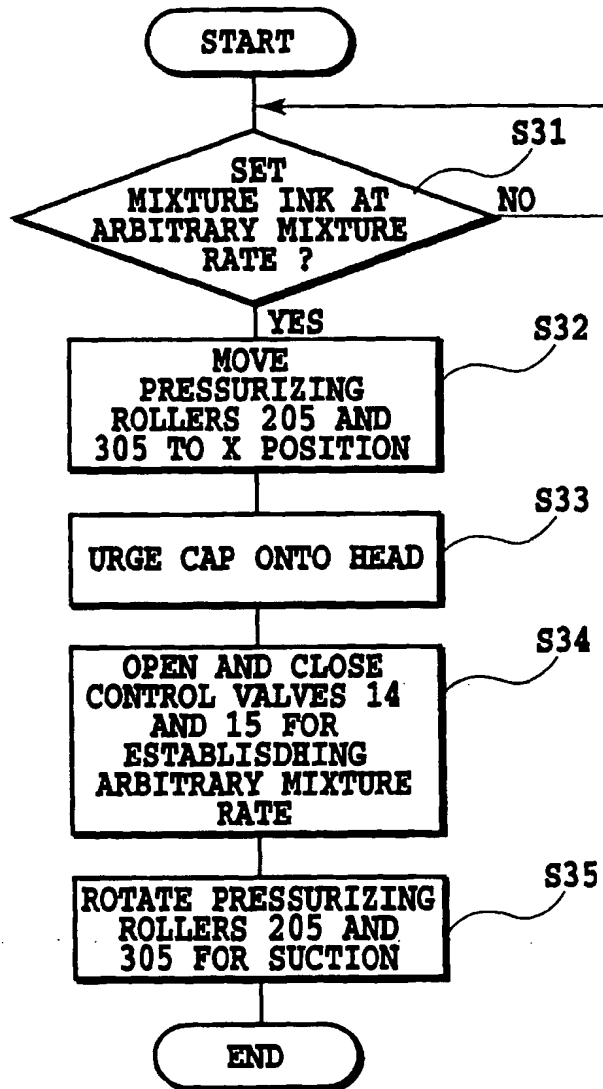 START
S31
SET
MIXTURE INK AT
ARBITRARY MIXTURE
RATE ?
NO
YES
S32
MOVE
PRESSURIZING
ROLLERS 205 AND
305 TO X POSITION
S33
URGE CAP ONTO HEAD
S34
OPEN AND CLOSE
CONTROL VALVES 14
AND 15 FOR
ESTABLISDHING
ARBITRARY MIXTURE
RATE
S35
ROTATE PRESSURIZING
ROLLERS 205 AND
305 FOR SUCTION
END